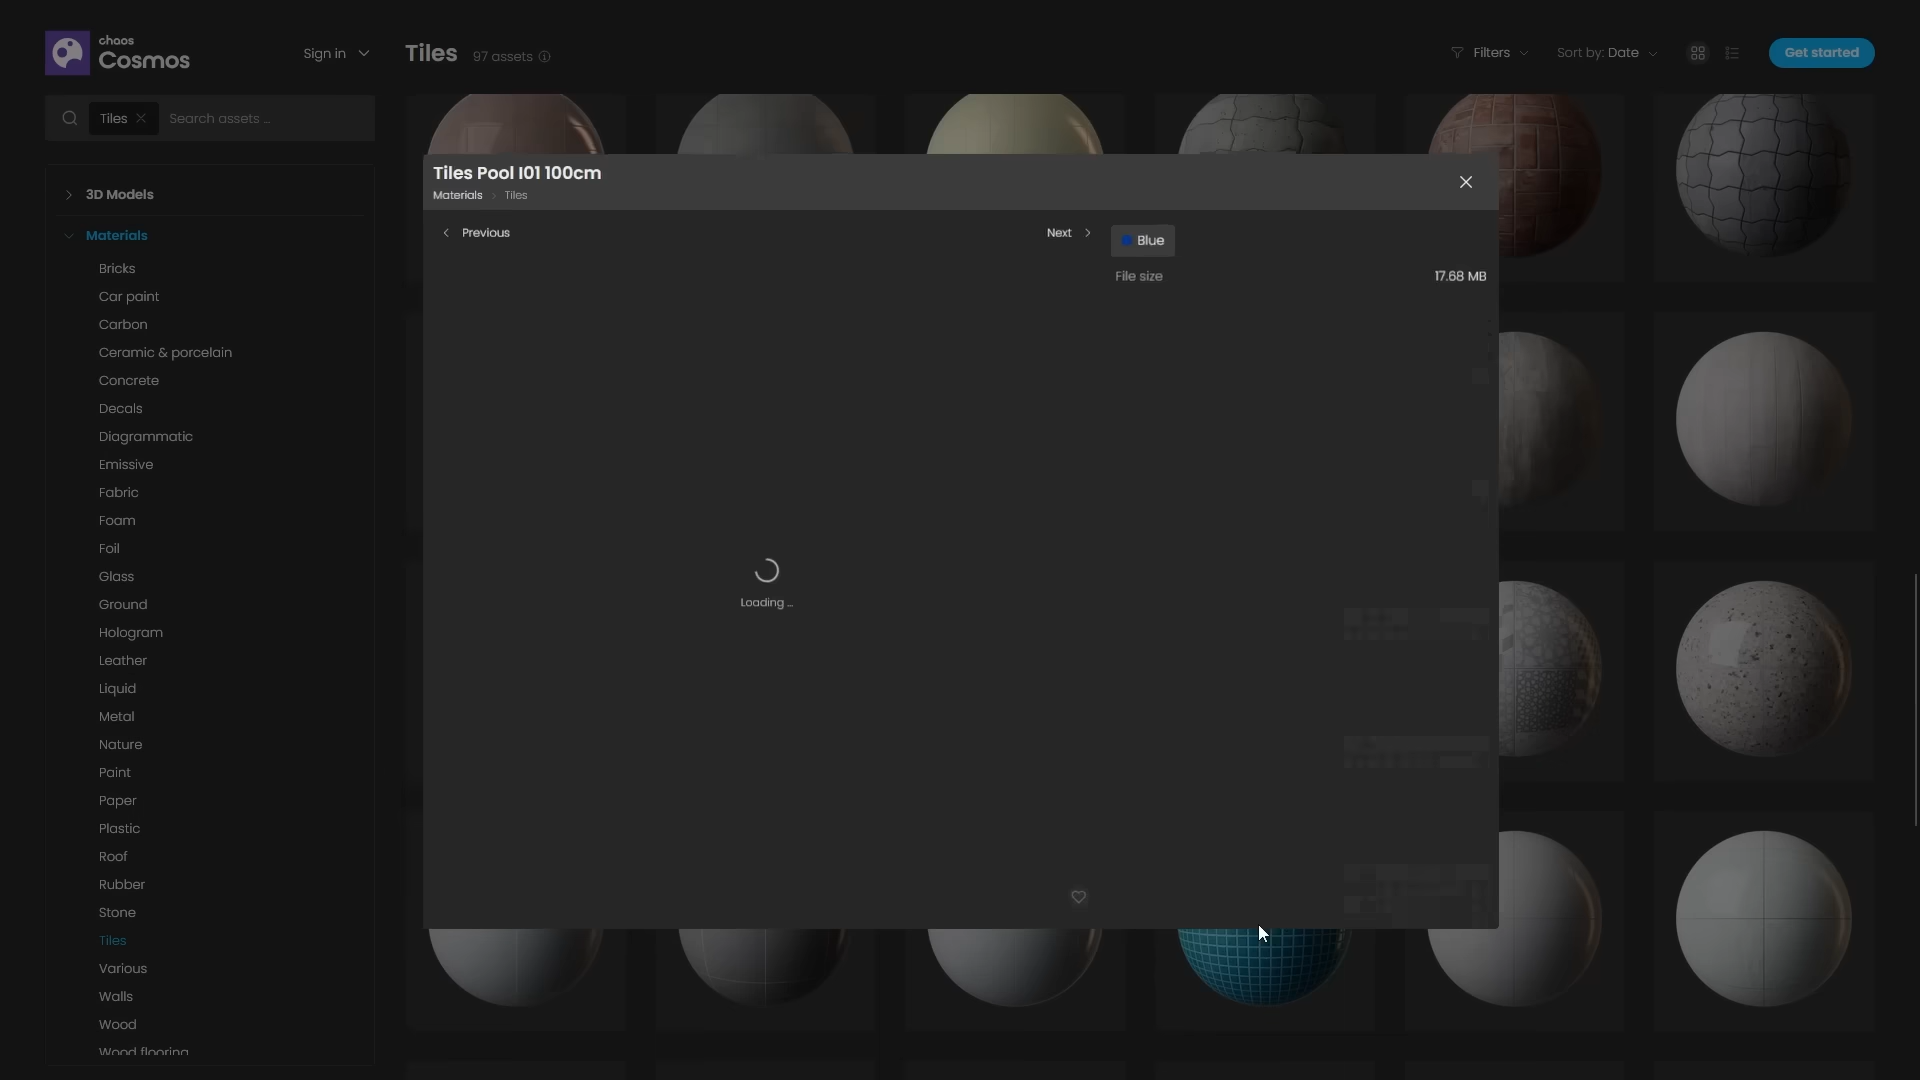 chaos
Cosmos
Sign in
Tiles 97 assets
Filters
Sort by: Date
Get started
Tiles
Search assets ...
3D Models
Materials
Bricks
Car paint
Carbon
Ceramic & porcelain
Concrete
Decals
Diagrammatic
Emissive
Fabric
Foam
Foil
Glass
Ground
Hologram
Leather
Liquid
Metal
Nature
Paint
Paper
Plastic
Roof
Rubber
Stone
Tiles
Various
Walls
Wood
Wood flooring
Tiles Pool I01 100cm
Materials > Tiles
Previous
Next
Blue
File size 17.68 MB
Loading ...